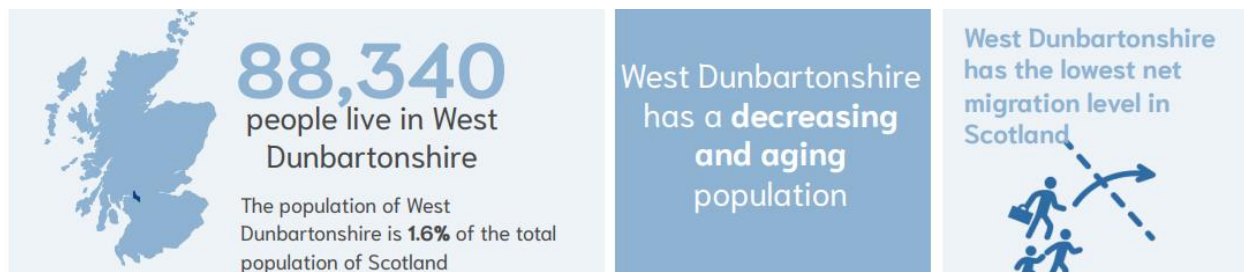 88,340
people live in West
Dunbartonshire
The population of West
Dunbartonshire is 1.6% of the total
population of Scotland
West Dunbartonshire
has a decreasing
and aging
population
West Dunbartonshire
has the lowest net
migration level in
Scotland